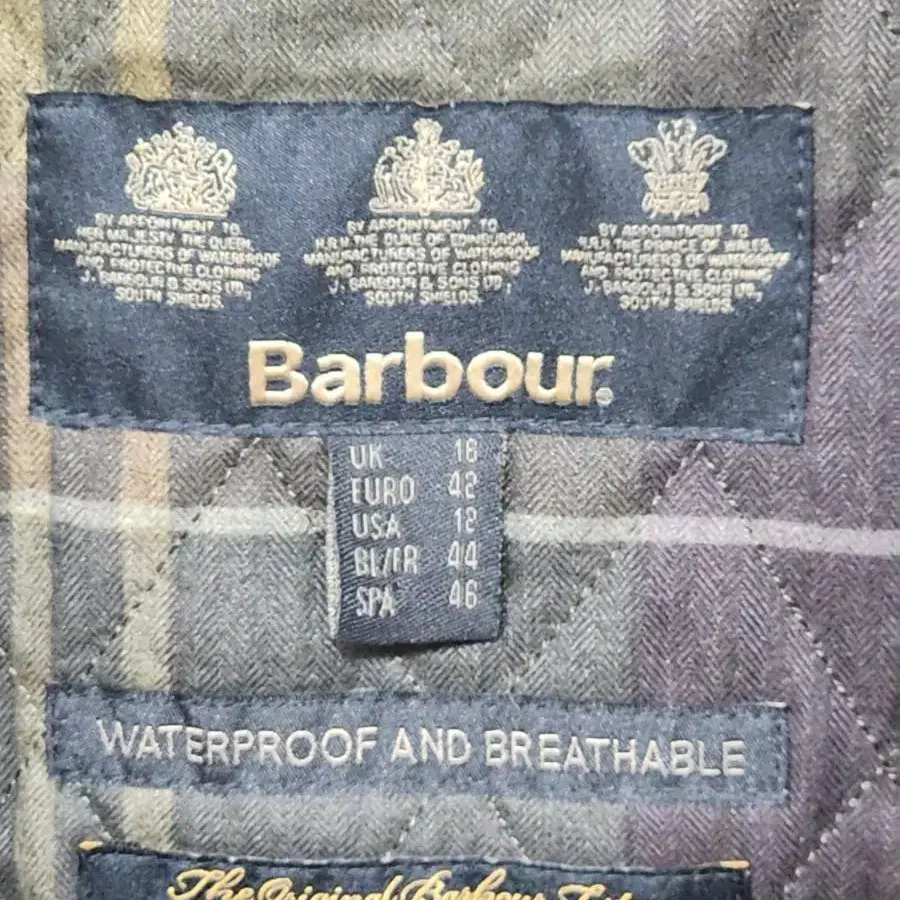 BY APPOINTMENT TO
HER MAJESTY THE QUEEN
MANUFACTURERS OF WATERPROOF
AND PROTECTIVE CLOTHING
J. BARBOUR & SONS LTD,
SOUTH SHIELDS.
BY APPOINTMENT TO
H.R.H. THE DUKE OF EDINBURGH
MANUFACTURERS OF WATERPROOF
AND PROTECTIVE CLOTHING
J. BARBOUR & SONS LTD,
SOUTH SHIELDS.
BY APPOINTMENT TO
H.R.H. THE PRINCE OF WALES
MANUFACTURERS OF WATERPROOF
AND PROTECTIVE CLOTHING
J. BARBOUR & SONS LTD,
SOUTH SHIELDS.
Barbour.
UK 16
EURO 42
USA 12
BL/FR 44
SPA 46
WATERPROOF AND BREATHABLE
The Original Barbour